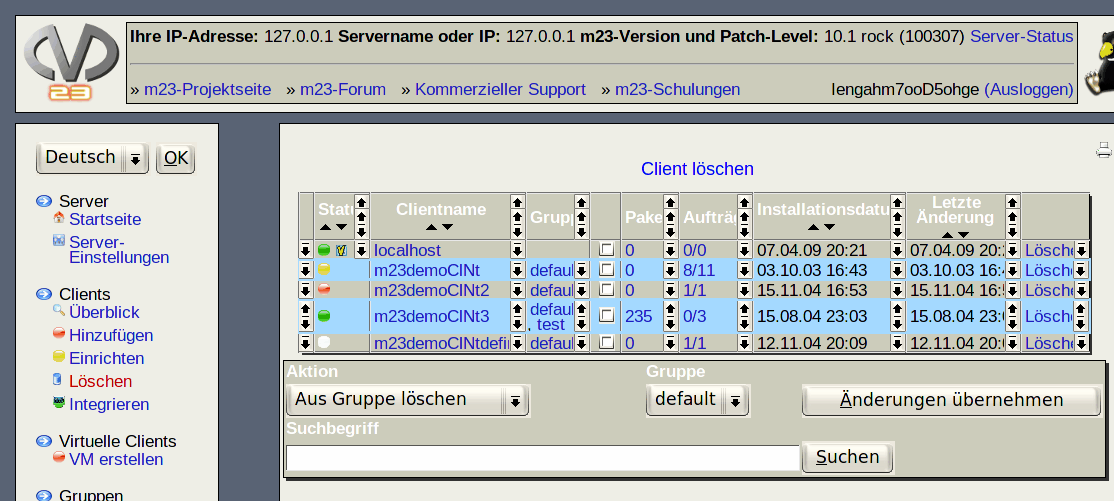 Ihre IP-Adresse: 127.0.0.1 Servername oder IP: 127.0.0.1 m23-Version und Patch-Level: 10.1 rock (100307) Server-Status
» m23-Projektseite » m23-Forum » Kommerzieller Support » m23-Schulungen Iengahm7ooD5ohge (Ausloggen)
23
Deutsch OK
Server
Startseite
Server-
Einstellungen
Clients
Überblick
Hinzufügen
Einrichten
Löschen
Integrieren
Virtuelle Clients
VM erstellen
Gruppen
Client löschen
Statu Clientname Grupp Pake Aufträ Installationsdatu Letzte
Änderung
localhost 0 0/0 07.04.09 20:21 07.04.09 20:2 Lösche
m23demoClNt defaul 0 8/11 03.10.03 16:43 03.10.03 16:4 Lösche
m23demoClNt2 defaul 0 1/1 15.11.04 16:53 15.11.04 16:5 Lösche
m23demoClNt3 defaul
, test 235 0/3 15.08.04 23:03 15.08.04 23:0 Lösche
m23demoClNtdefin defaul 0 1/1 12.11.04 20:09 12.11.04 20:0 Lösche
Aktion Gruppe
Aus Gruppe löschen default Änderungen übernehmen
Suchbegriff
Suchen